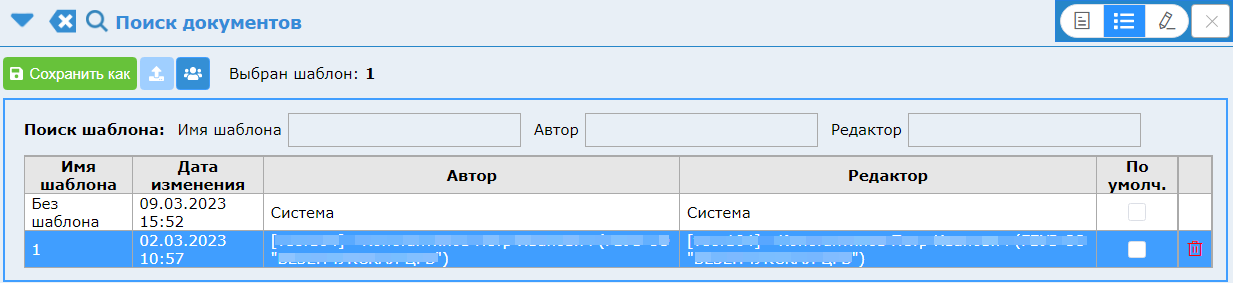 Поиск документов
Сохранить как
Выбран шаблон: 1
Поиск шаблона: Имя шаблона Автор Редактор
Имя шаблона Дата изменения Автор Редактор По умолч.
Без шаблона 09.03.2023 15:52 Система Система
1 02.03.2023 10:57